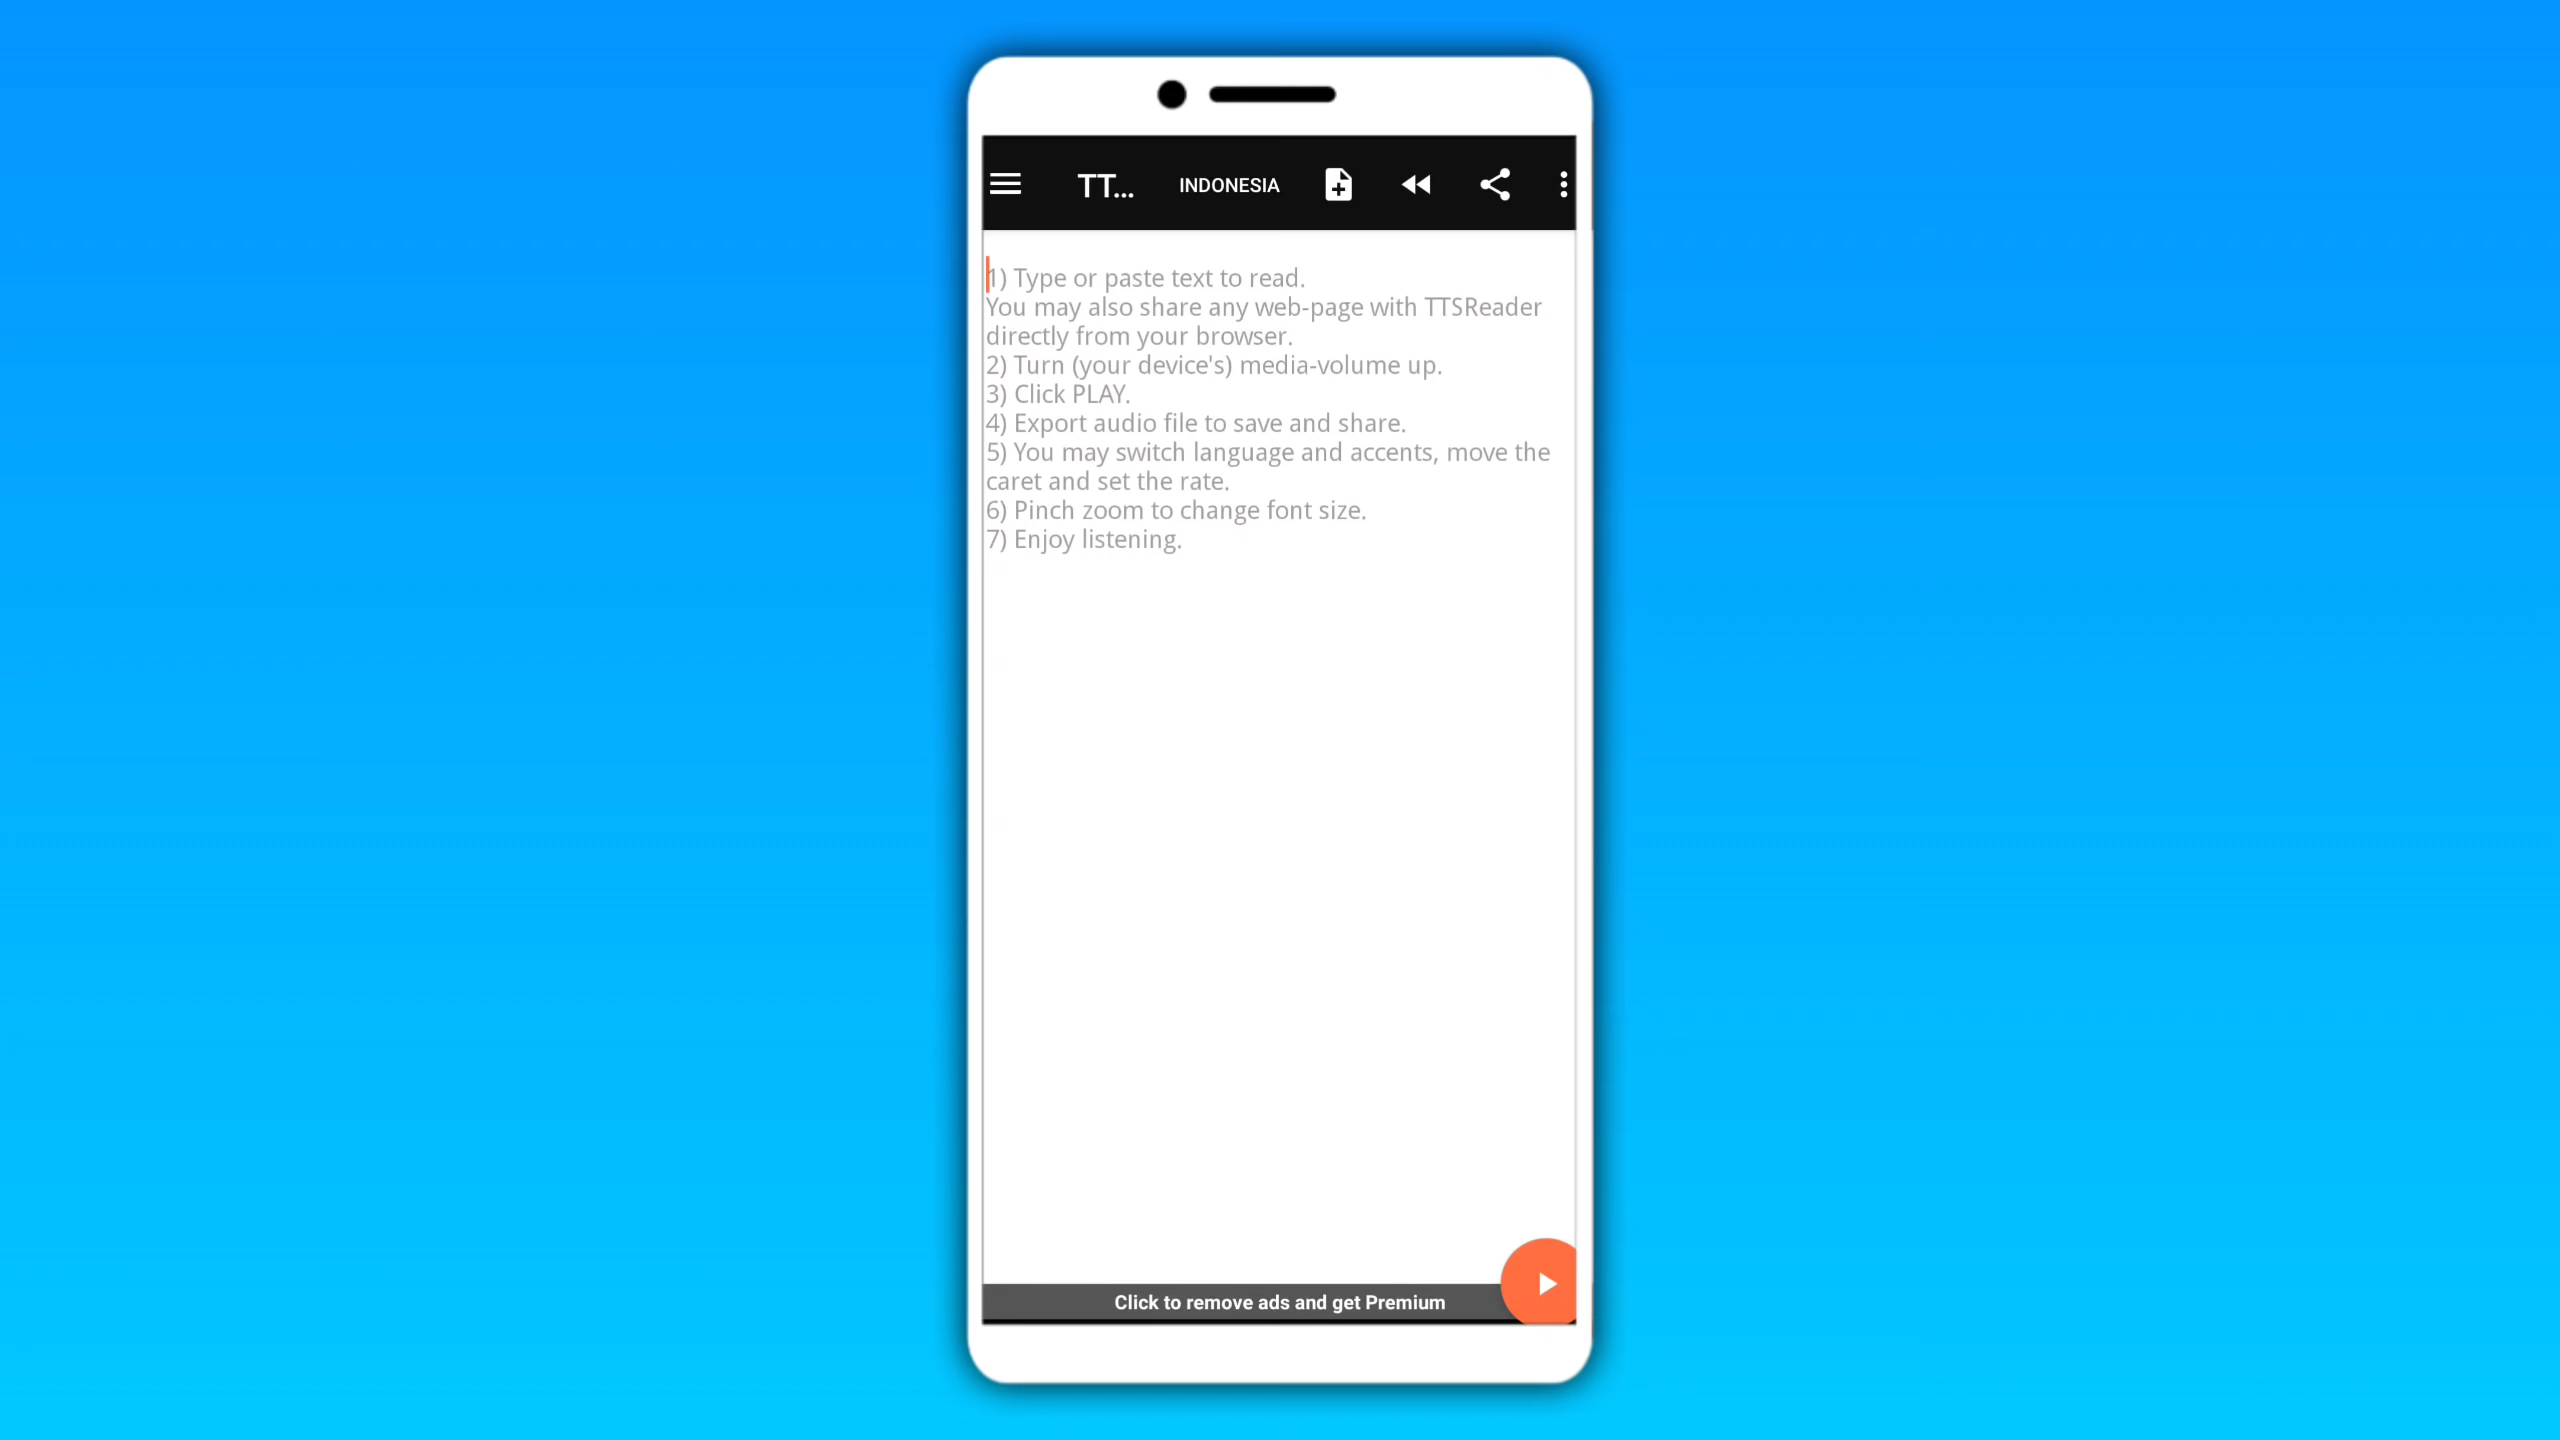 TT... INDONESIA
1) Type or paste text to read.
You may also share any web-page with TTSReader
directly from your browser.
2) Turn (your device's) media-volume up.
3) Click PLAY.
4) Export audio file to save and share.
5) You may switch language and accents, move the
caret and set the rate.
6) Pinch zoom to change font size.
7) Enjoy listening.
Click to remove ads and get Premium